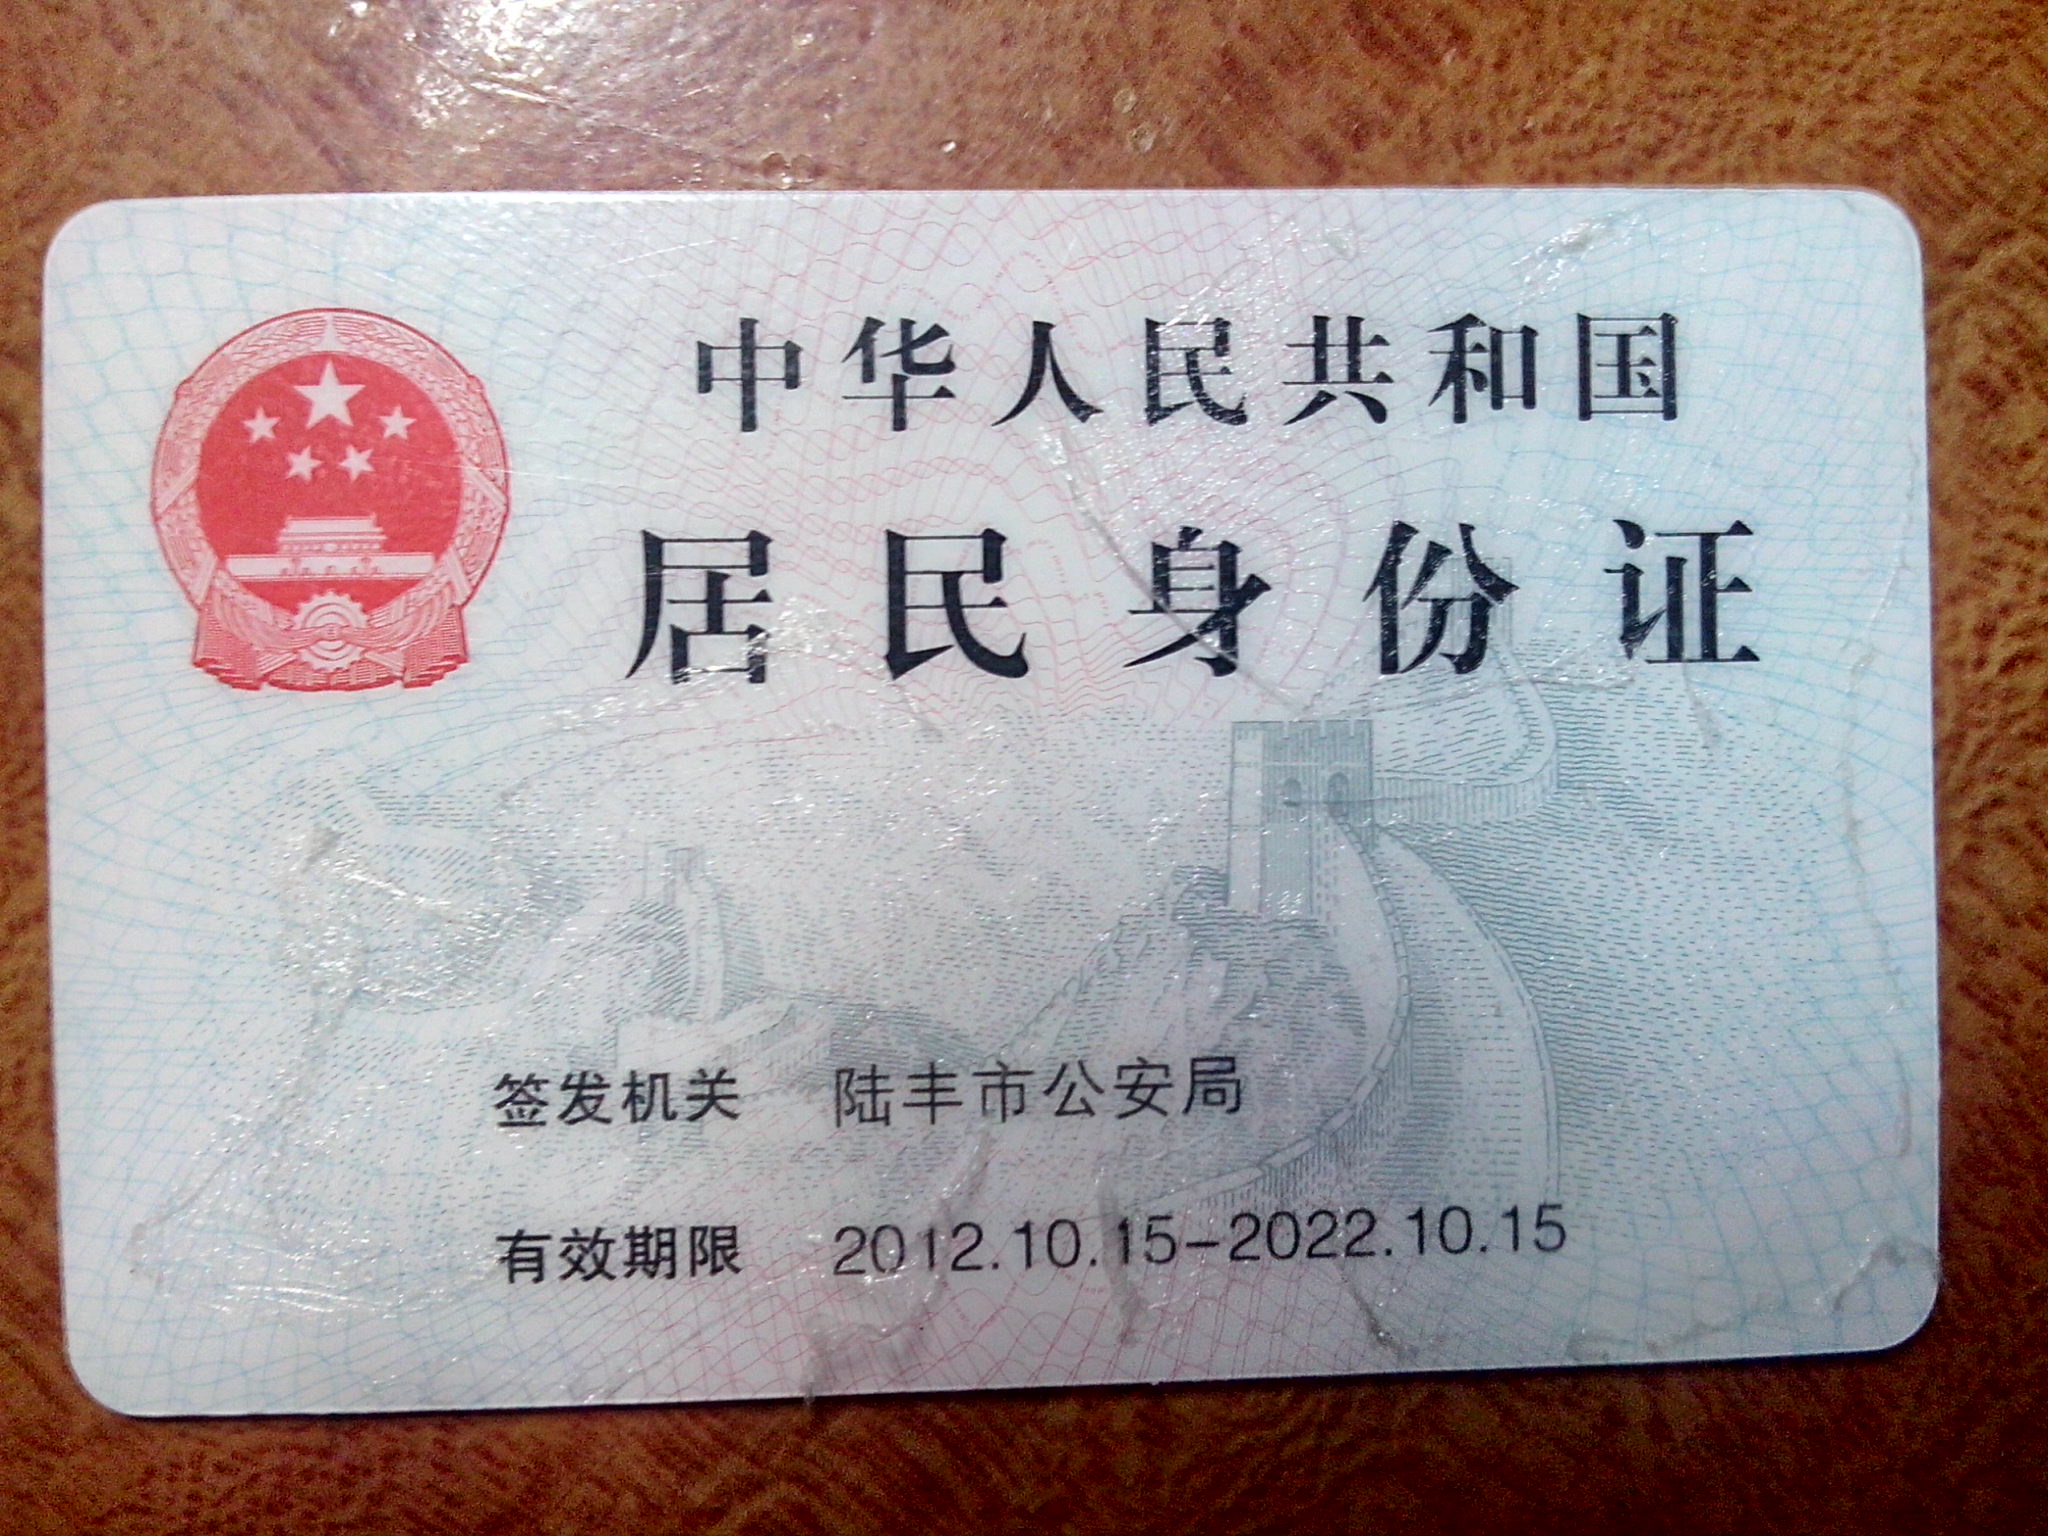 中华人民共和国
居民身份证
签发机关 陆丰市公安局
有效期限 2012.10.15-2022.10.15